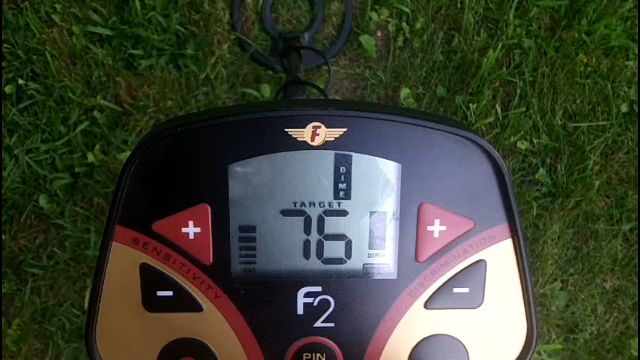 F
DIME
TARGET
76
DEPTH
SENSITIVITY
DISCRIMINATION
+
+
-
-
F2
PIN